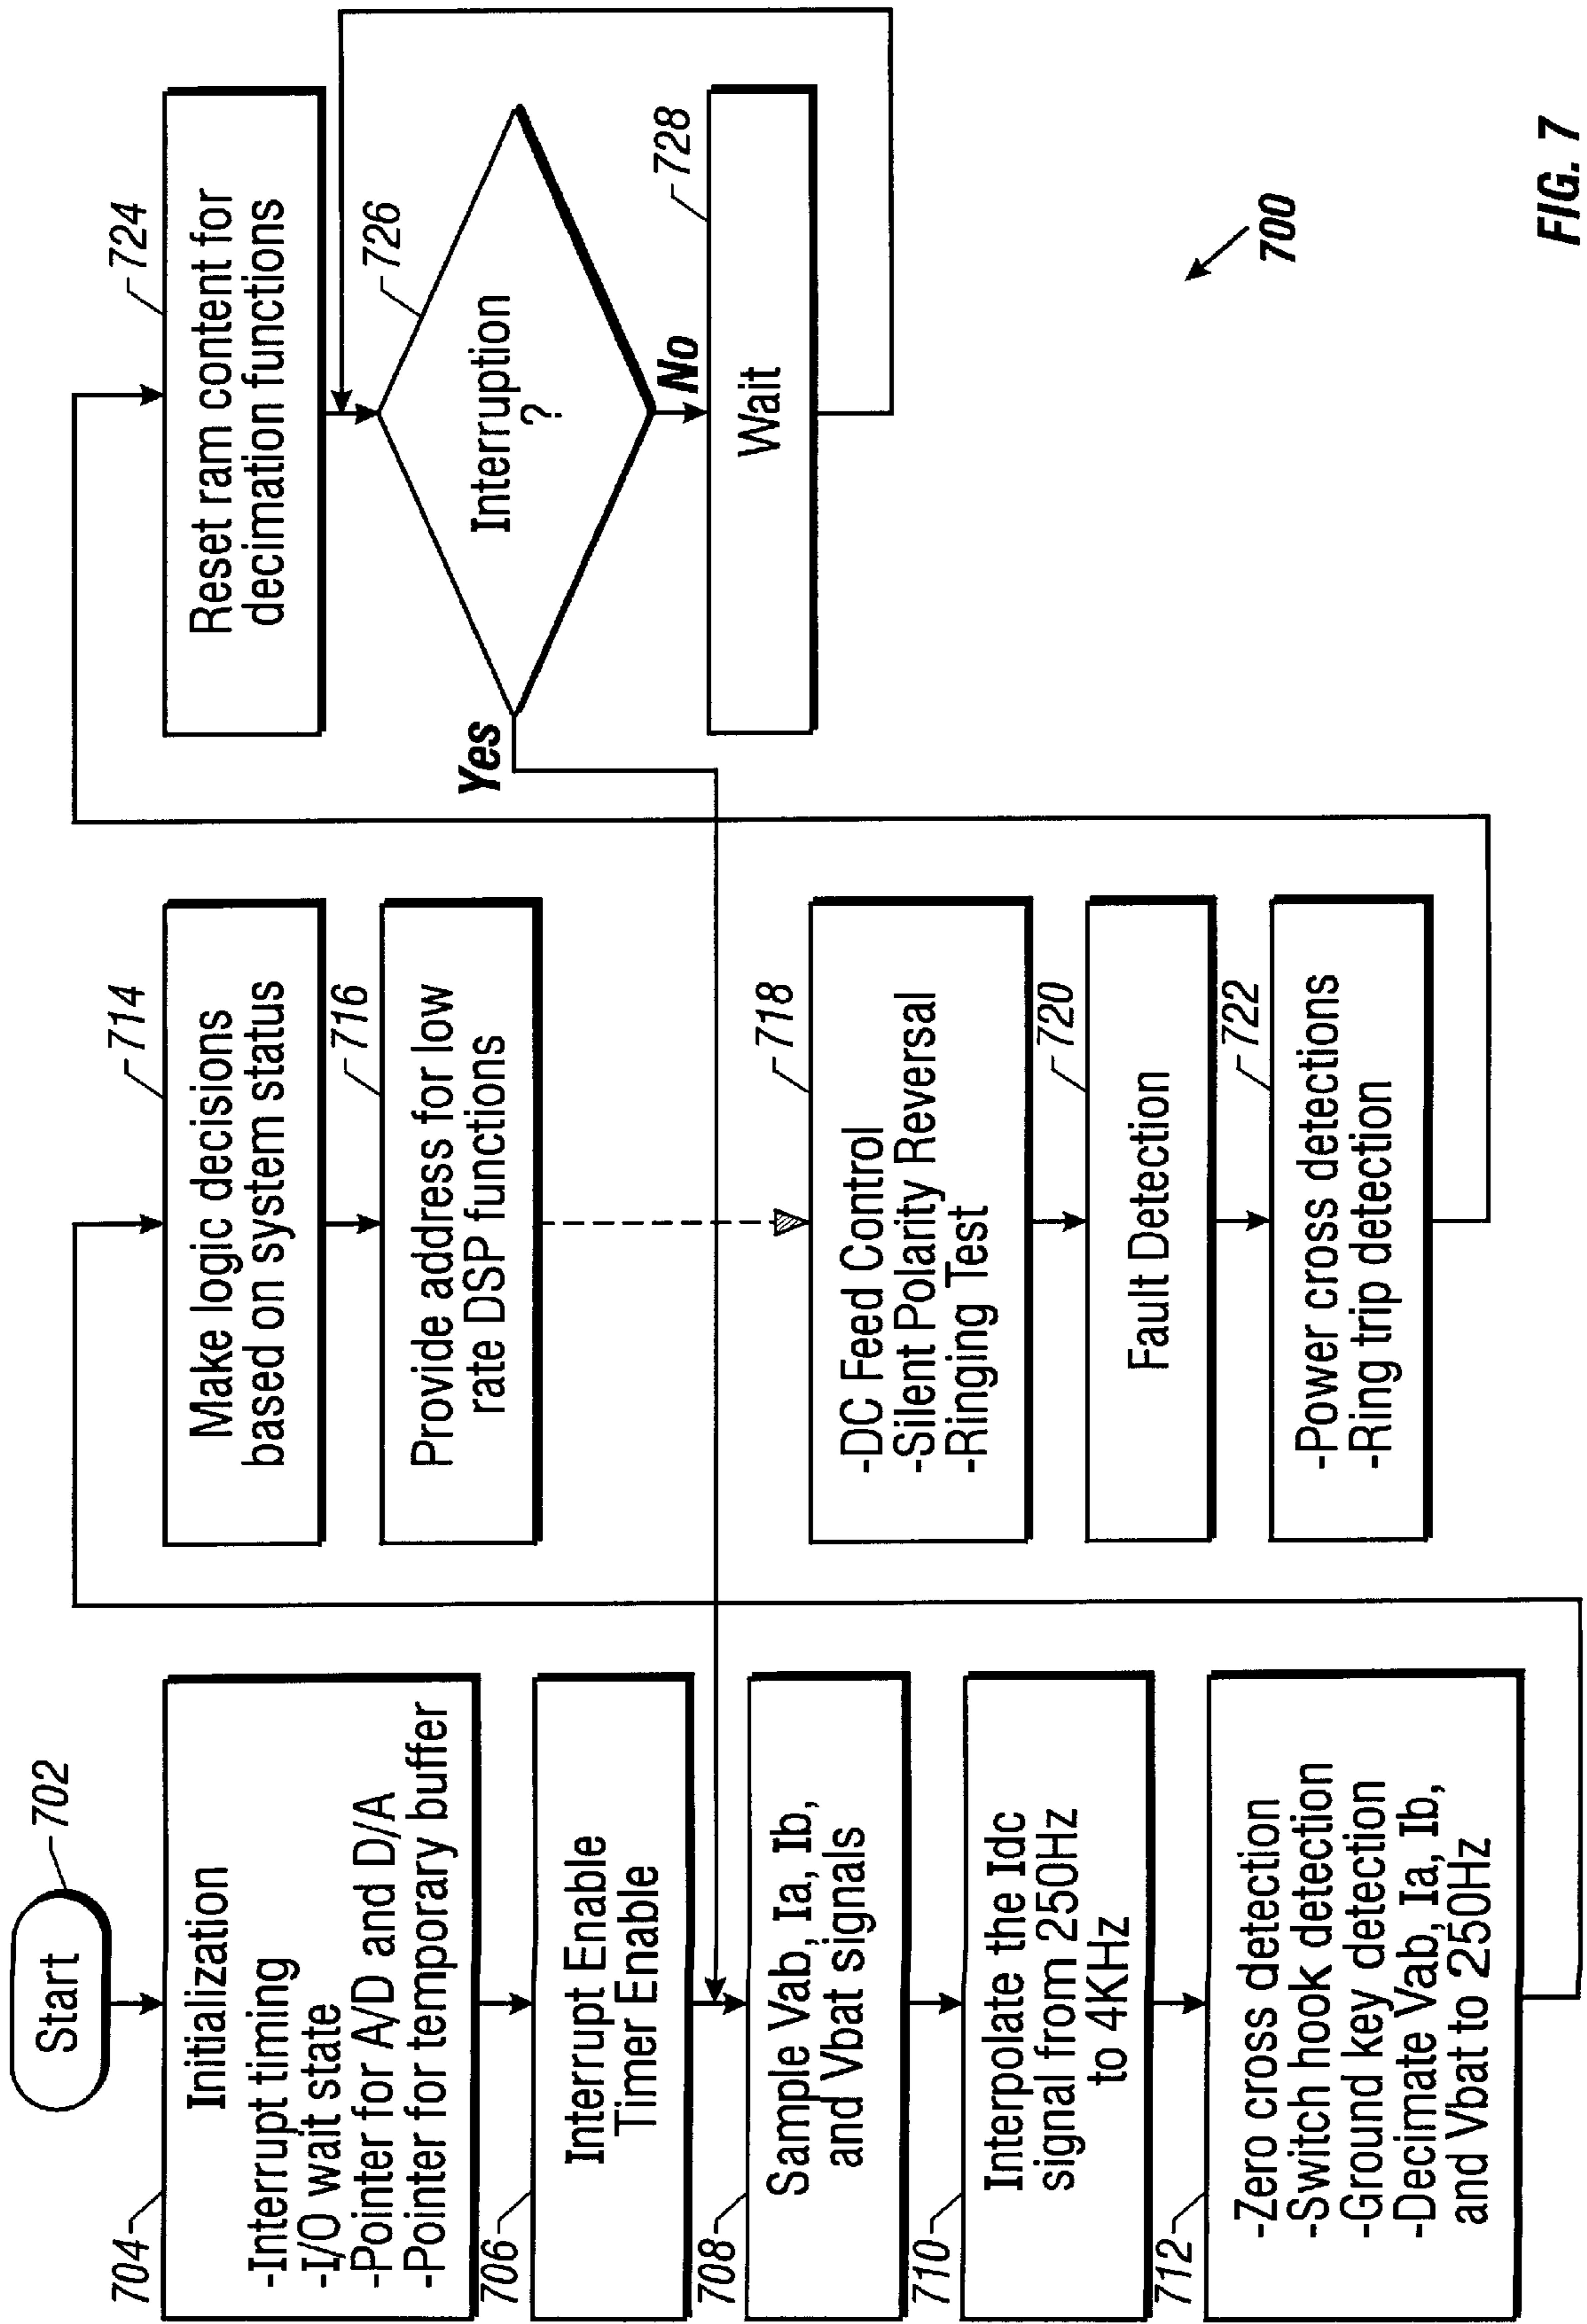 Start
702
704
Initialization
-Interrupt timing
-I/O wait state
-Pointer for A/D and D/A
-Pointer for temporary buffer
706
Interrupt Enable
Timer Enable
708
Sample Vab, Ia, Ib,
and Vbat signals
710
Interpolate the Idc
signal from 250Hz
to 4KHz
712
-Zero cross detection
-Switch hook detection
-Ground key detection
-Decimate Vab, Ia, Ib,
and Vbat to 250Hz
714
Make logic decisions
based on system status
716
Provide address for low
rate DSP functions
718
-DC Feed Control
-Silent Polarity Reversal
-Ringing Test
720
Fault Detection
722
-Power cross detections
-Ring trip detection
724
Reset ram content for
decimation functions
726
Interruption
?
Yes
No
728
Wait
700
FIG. 7